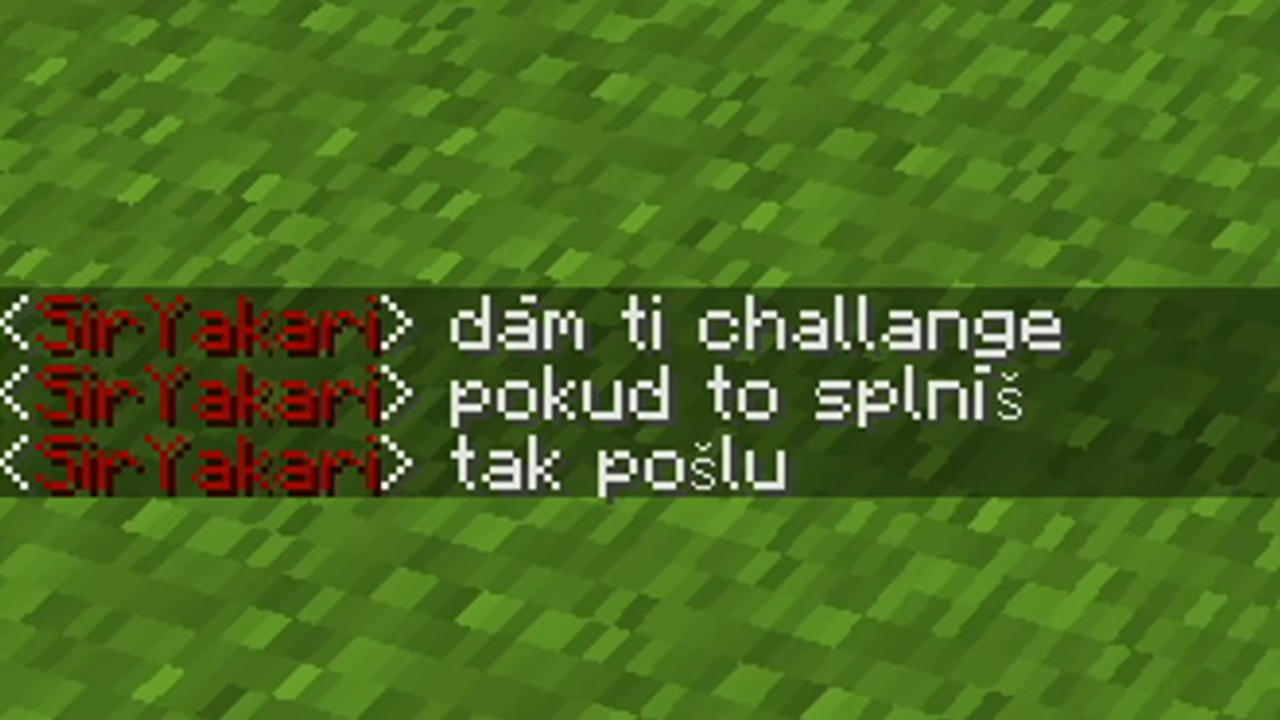 <SirYakari> dám ti challange
<SirYakari> pokud to splníš
<SirYakari> tak pošlu